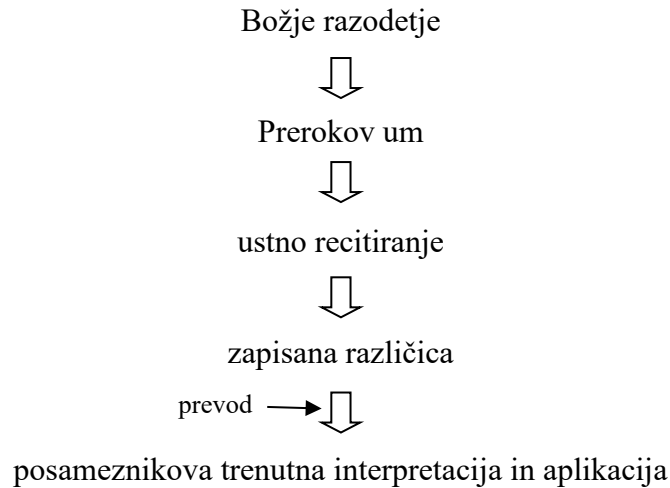 Božje razodetje
Prerokov um
ustno recitiranje
zapisana različica
prevod
posameznikova trenutna interpretacija in aplikacija